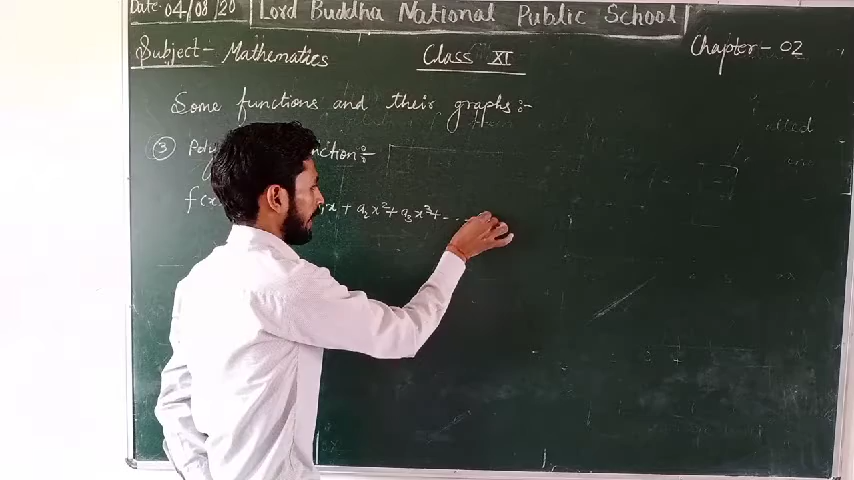 Date- 04/08/20 Lord Buddha National Public School
Subject- Mathematics Class XI Chapter- 02
Some functions and their graphs:-
③ nction:-
f(x x + a₂x² + a₃x³ + ....